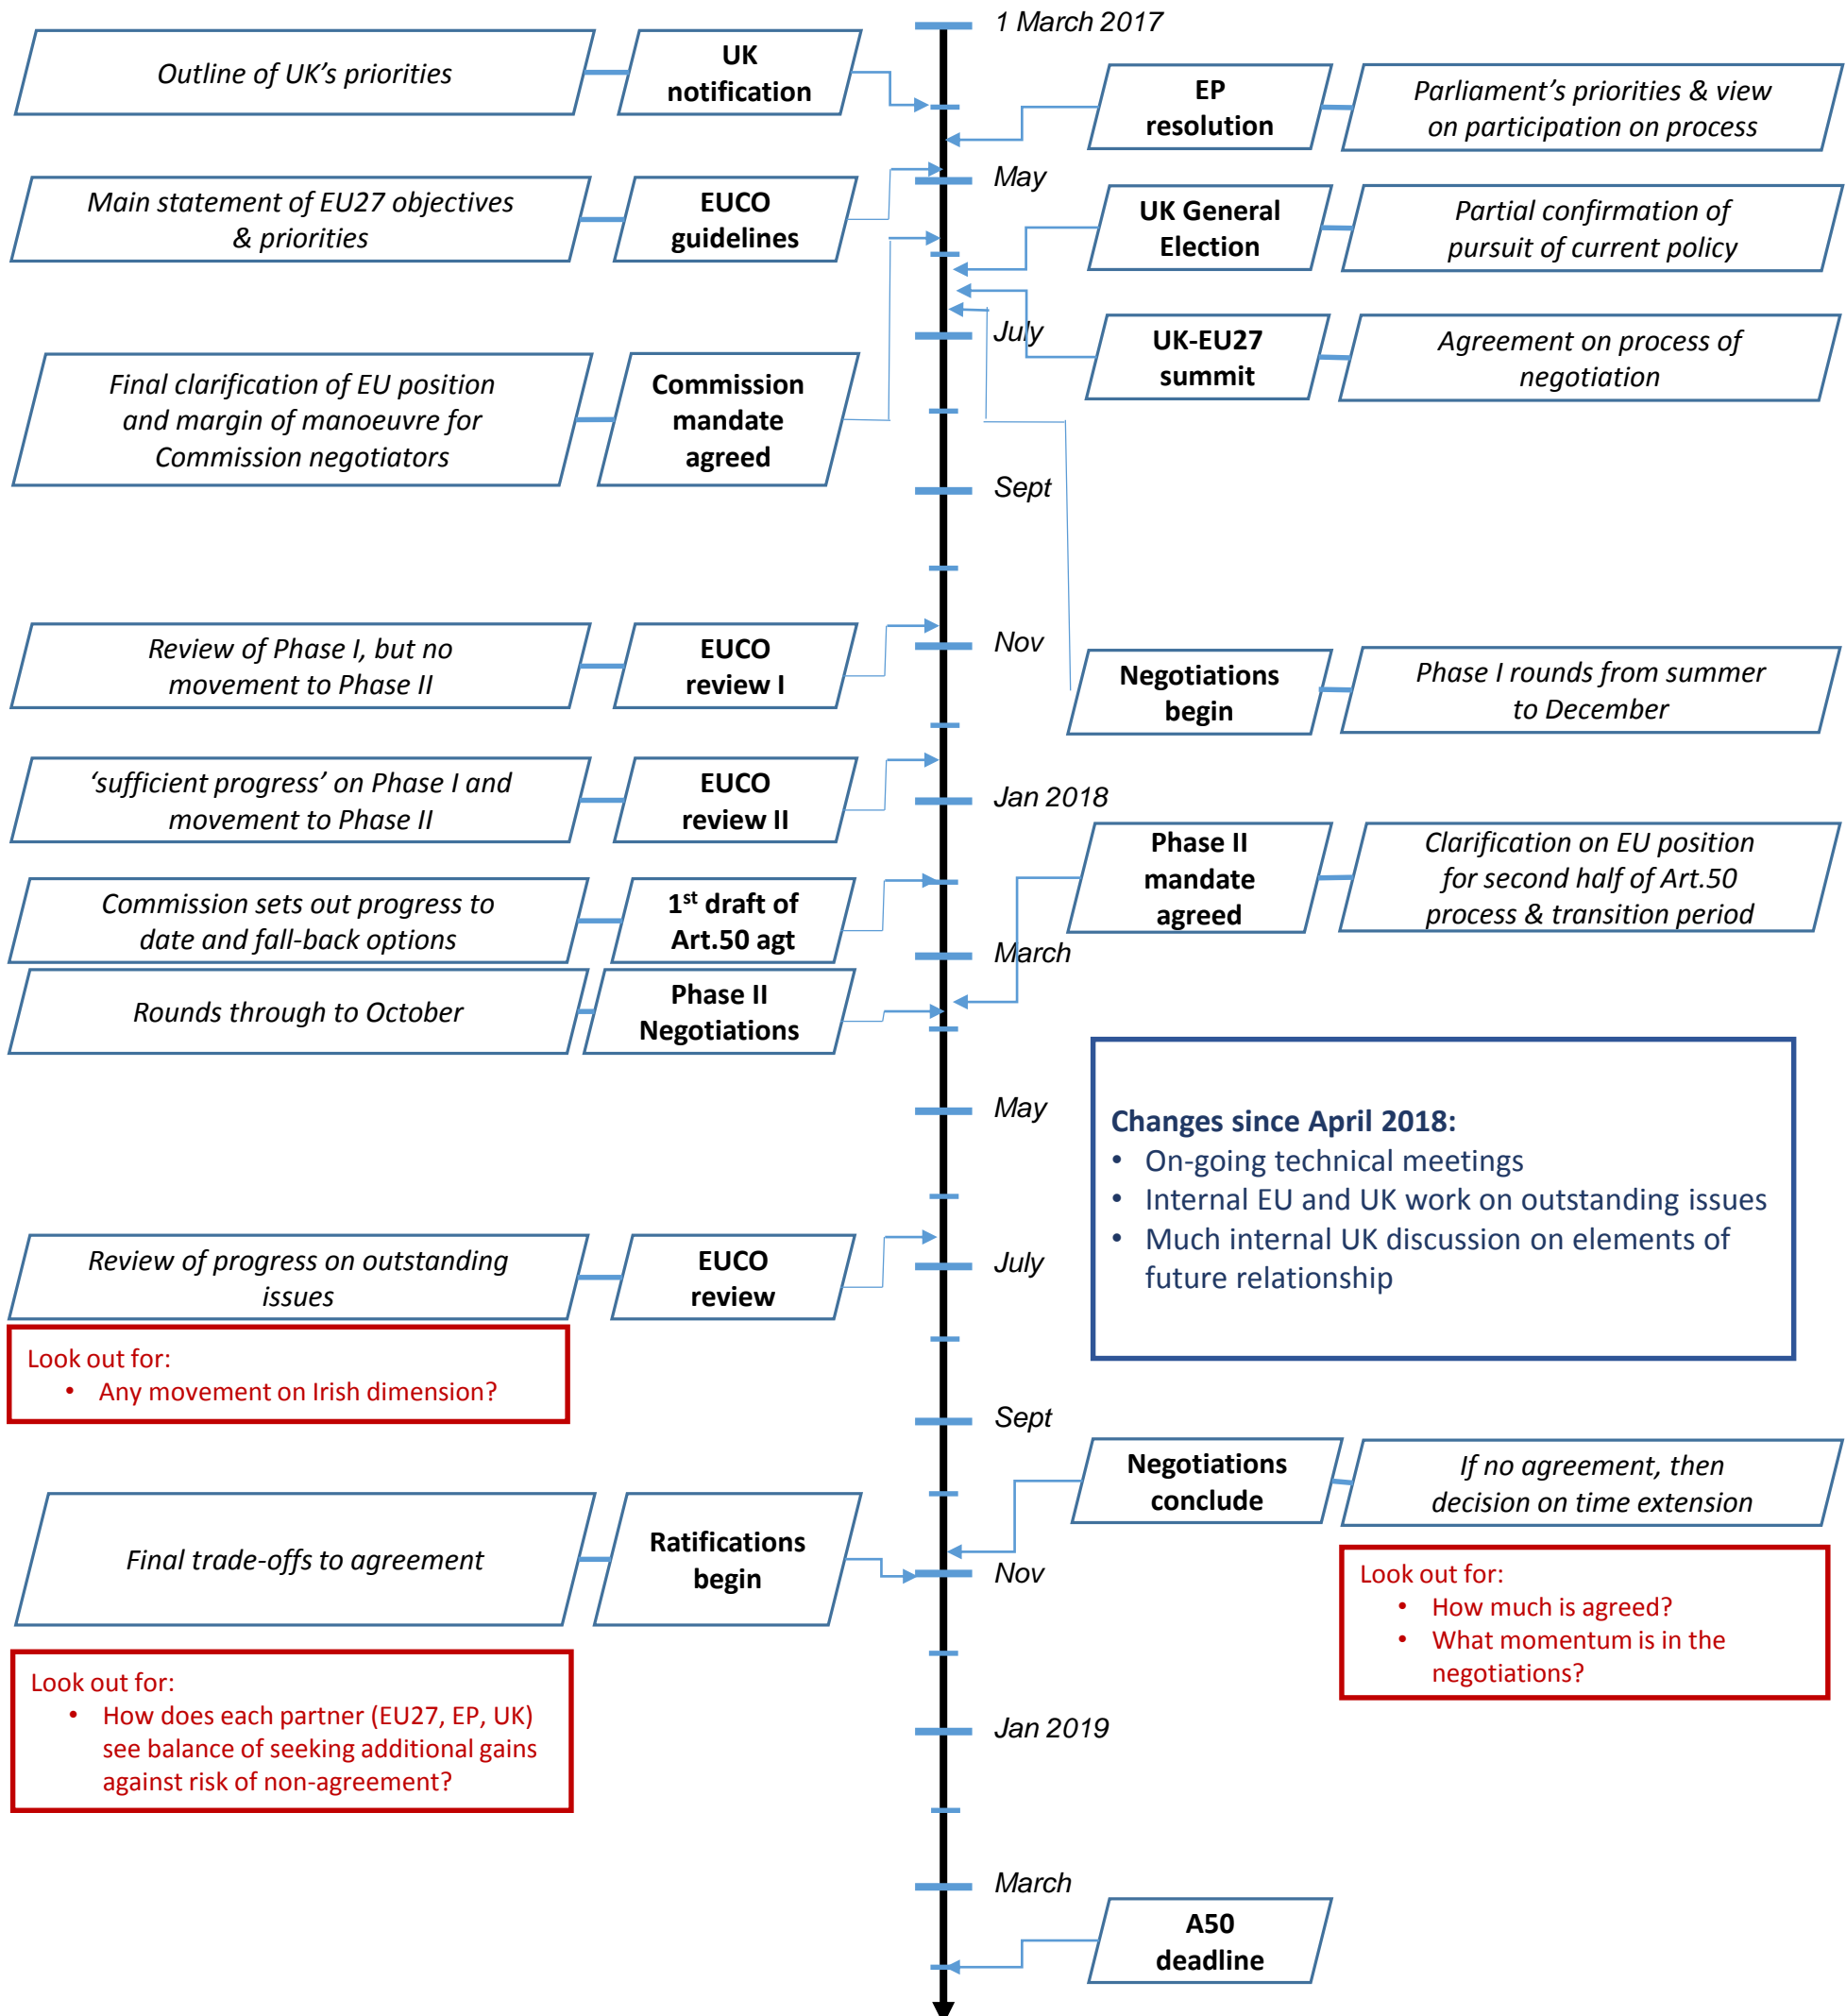 1 March 2017
Outline of UK's priorities
UK
notification
EP
resolution
Parliament's priorities & view
on participation on process
May
Main statement of EU27 objectives
& priorities
EUCO
guidelines
UK General
Election
Partial confirmation of
pursuit of current policy
July
UK-EU27
summit
Agreement on process of
negotiation
Final clarification of EU position
and margin of manoeuvre for
Commission negotiators
Commission
mandate
agreed
Sept
Review of Phase I, but no
movement to Phase II
EUCO
review I
Nov
Negotiations
begin
Phase I rounds from summer
to December
‘sufficient progress’ on Phase I and
movement to Phase II
EUCO
review II
Jan 2018
Phase II
mandate
agreed
Clarification on EU position
for second half of Art.50
process & transition period
Commission sets out progress to
date and fall-back options
1st draft of
Art.50 agt
March
Rounds through to October
Phase II
Negotiations
May
Changes since April 2018:
• On-going technical meetings
• Internal EU and UK work on outstanding issues
• Much internal UK discussion on elements of
future relationship
Review of progress on outstanding
issues
EUCO
review
July
Look out for:
• Any movement on Irish dimension?
Sept
Negotiations
conclude
If no agreement, then
decision on time extension
Final trade-offs to agreement
Ratifications
begin
Nov
Look out for:
• How much is agreed?
• What momentum is in the
negotiations?
Look out for:
• How does each partner (EU27, EP, UK)
see balance of seeking additional gains
against risk of non-agreement?
Jan 2019
March
A50
deadline